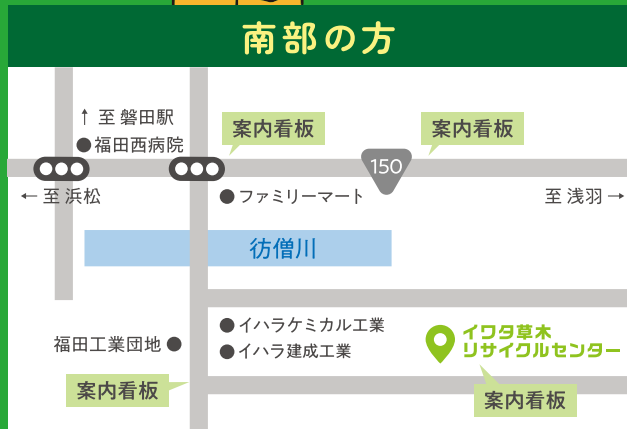 南部の方
↑ 至 磐田駅
●福田西病院
案内看板
案内看板
150
← 至 浜松
●ファミリーマート
至 浅羽 →
彷僧川
●イハラケミカル工業
福田工業団地●
●イハラ建成工業
イワタ草木
リサイクルセンター
案内看板
案内看板